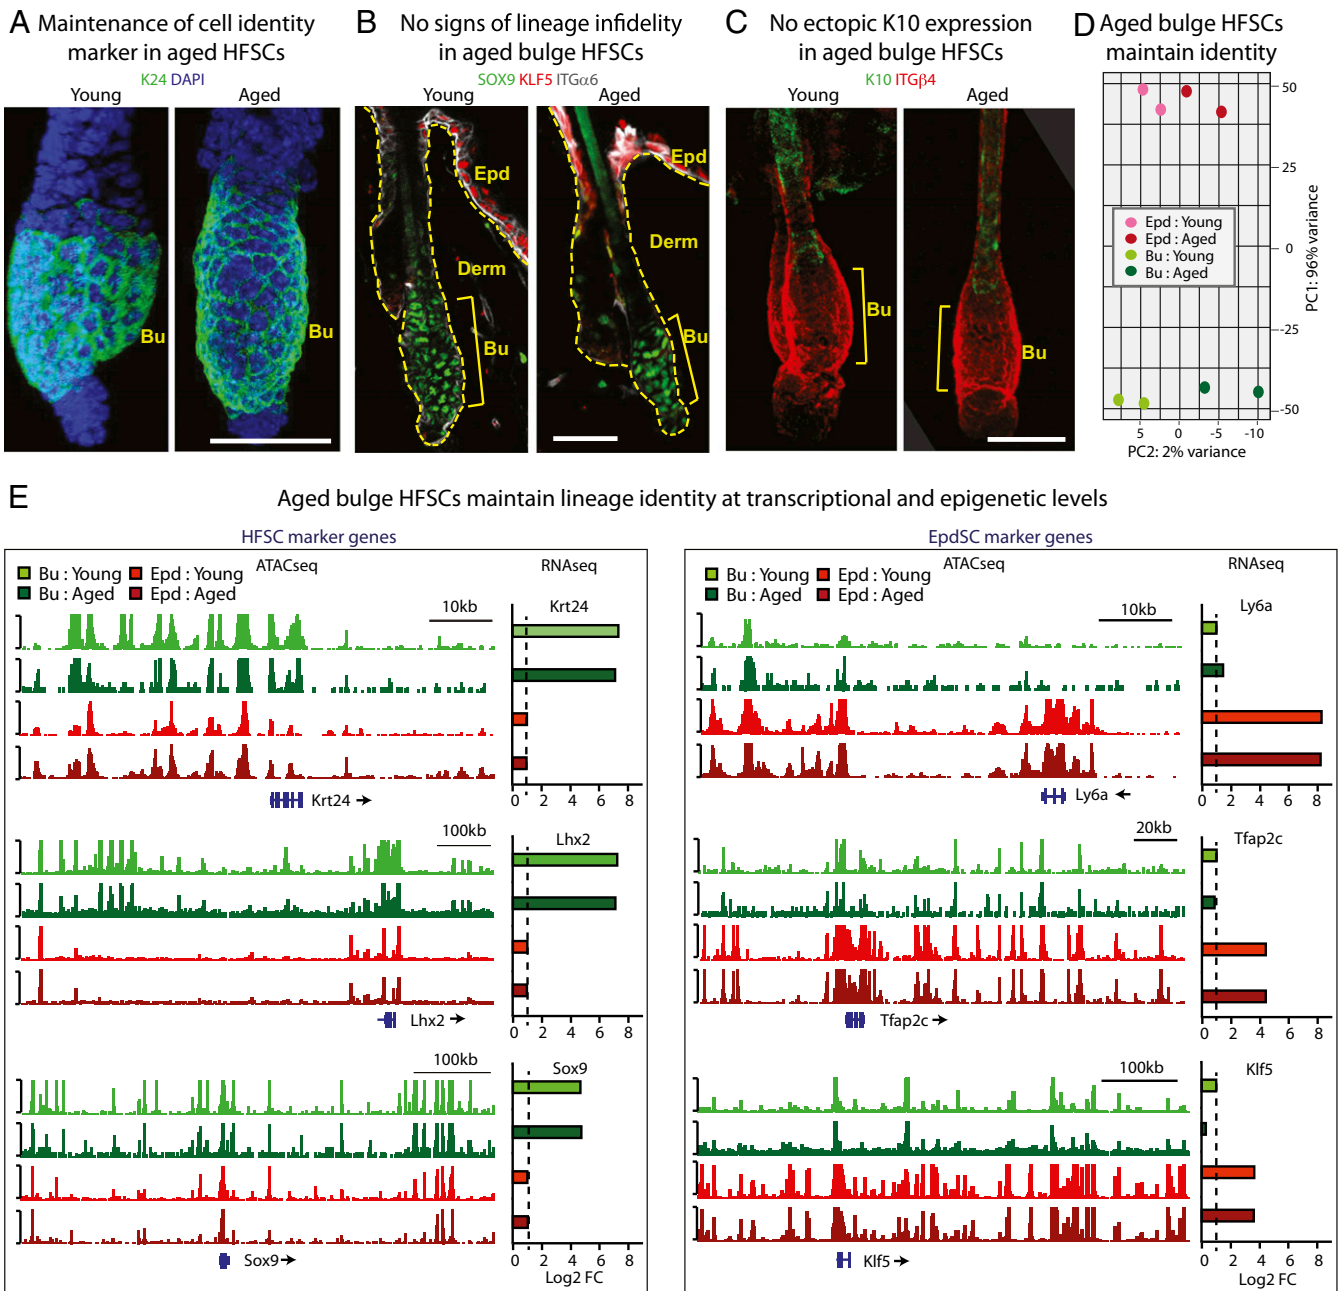 A Maintenance of cell identity
marker in aged HFSCs
K24 DAPI
Young Aged
Bu
Bu
B No signs of lineage infidelity
in aged bulge HFSCs
SOX9 KLF5 ITGα6
Young Aged
Epd
Derm
Bu
Epd
Derm
Bu
C No ectopic K10 expression
in aged bulge HFSCs
K10 ITGβ4
Young Aged
Bu
Bu
D Aged bulge HFSCs
maintain identity
50
25
0
-25
-50
PC1: 96% variance
Epd : Young
Epd : Aged
Bu : Young
Bu : Aged
5 0 -5 -10
PC2: 2% variance
E Aged bulge HFSCs maintain lineage identity at transcriptional and epigenetic levels
HFSC marker genes
Bu : Young Epd : Young
Bu : Aged Epd : Aged
ATACseq RNAseq
10kb
Krt24
Krt24
0 2 4 6 8
100kb
Lhx2
Lhx2
0 2 4 6 8
100kb
Sox9
Sox9
0 2 4 6 8
Log2 FC
EpdSC marker genes
Bu : Young Epd : Young
Bu : Aged Epd : Aged
ATACseq RNAseq
10kb
Ly6a
Ly6a
0 2 4 6 8
20kb
Tfap2c
Tfap2c
0 2 4 6 8
100kb
Klf5
Klf5
0 2 4 6 8
Log2 FC